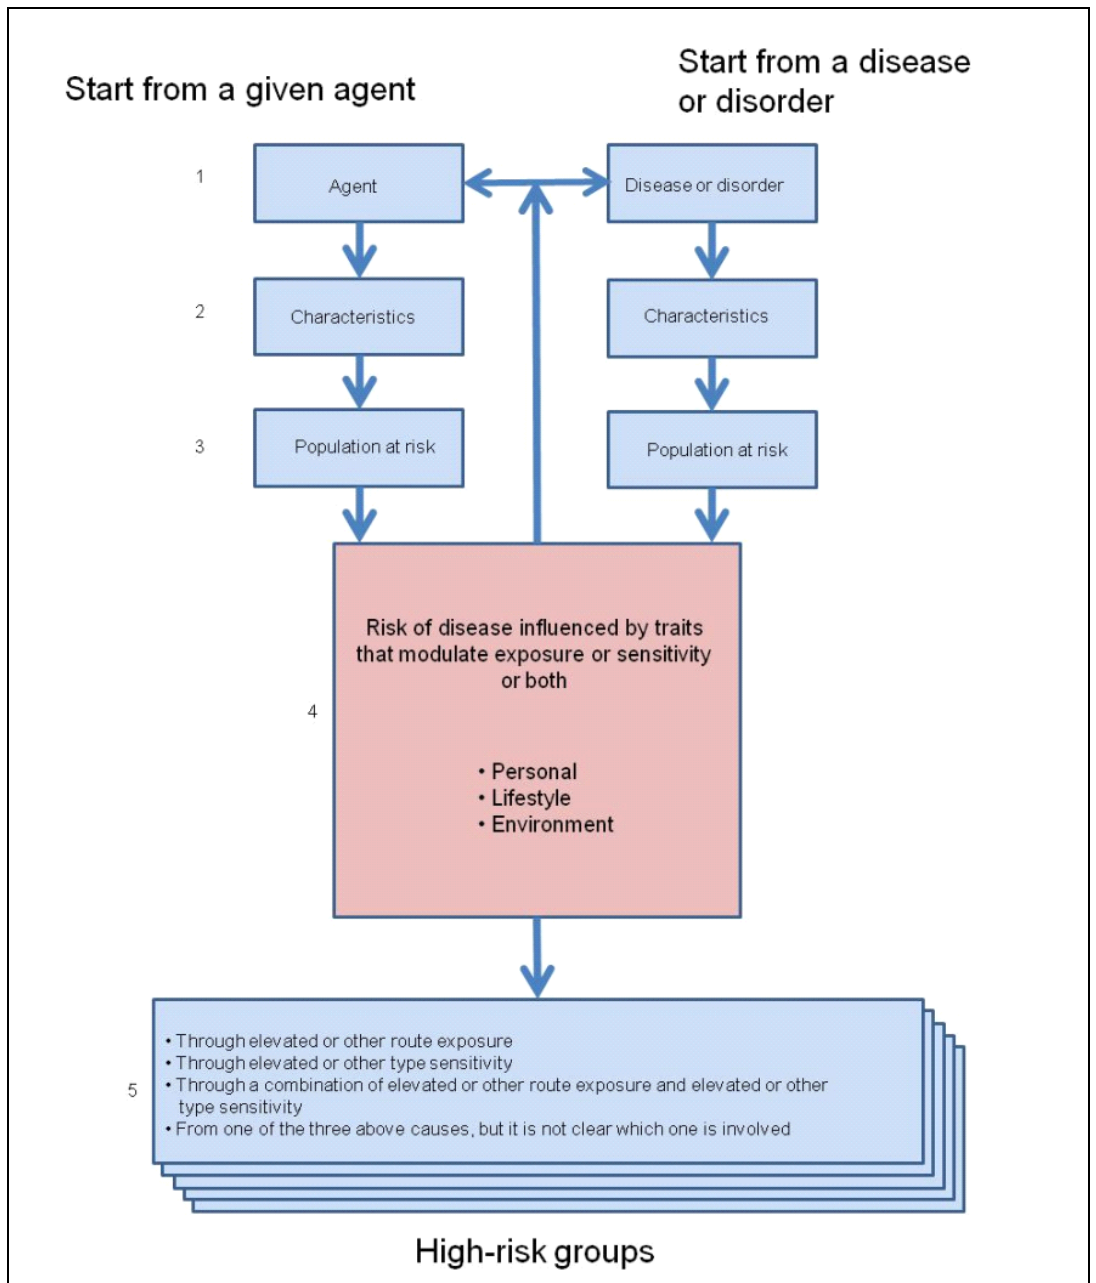 Start from a given agent
Start from a disease
or disorder
1
Agent
Disease or disorder
2
Characteristics
Characteristics
3
Population at risk
Population at risk
Risk of disease influenced by traits
that modulate exposure or sensitivity
or both
4
• Personal
• Lifestyle
• Environment
• Through elevated or other route exposure
• Through elevated or other type sensitivity
5
• Through a combination of elevated or other route exposure and elevated or other
type sensitivity
• From one of the three above causes, but it is not clear which one is involved
High-risk groups